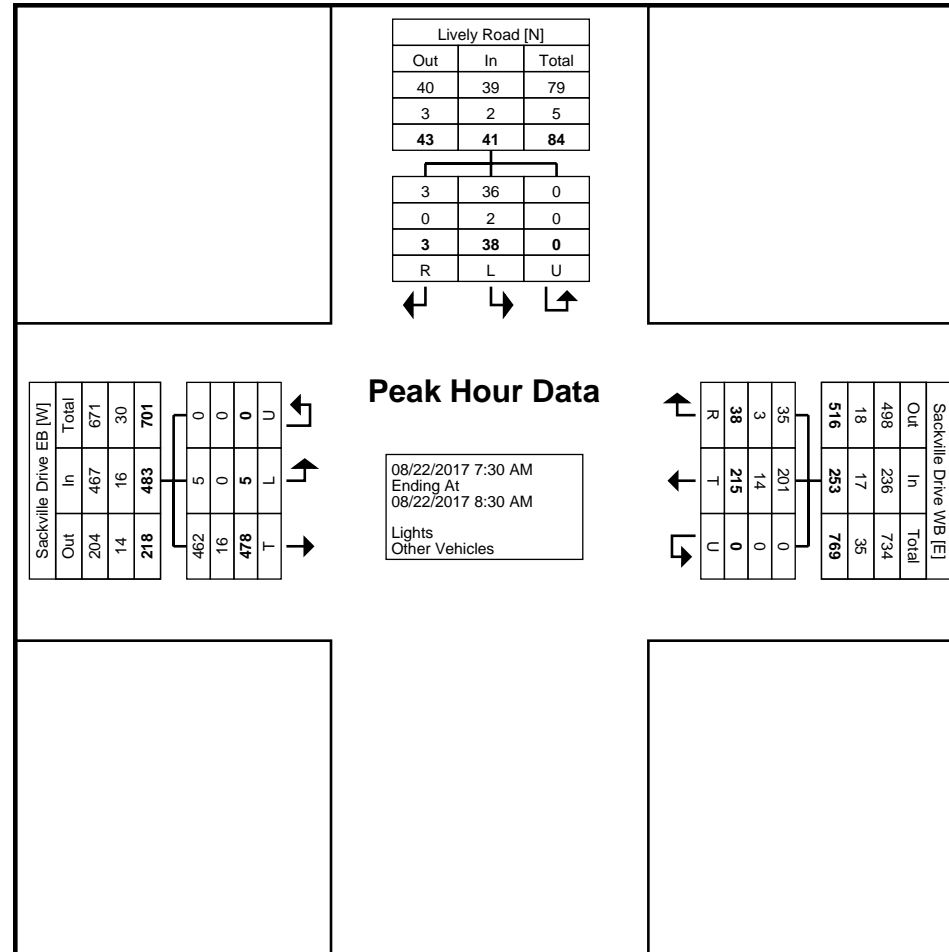 Lively Road [N]
Out In Total
40 39 79
3 2 5
43 41 84
3 36 0
0 2 0
3 38 0
R L U
Peak Hour Data
08/22/2017 7:30 AM
Ending At
08/22/2017 8:30 AM
Lights
Other Vehicles
Sackville Drive EB [W]
Out In Total
204 467 671
14 16 30
218 483 701
462 5 0
16 0 0
478 5 0
T L U
Sackville Drive WB [E]
Out In Total
498 236 734
18 17 35
516 253 769
35 201 0
3 14 0
38 215 0
R T U